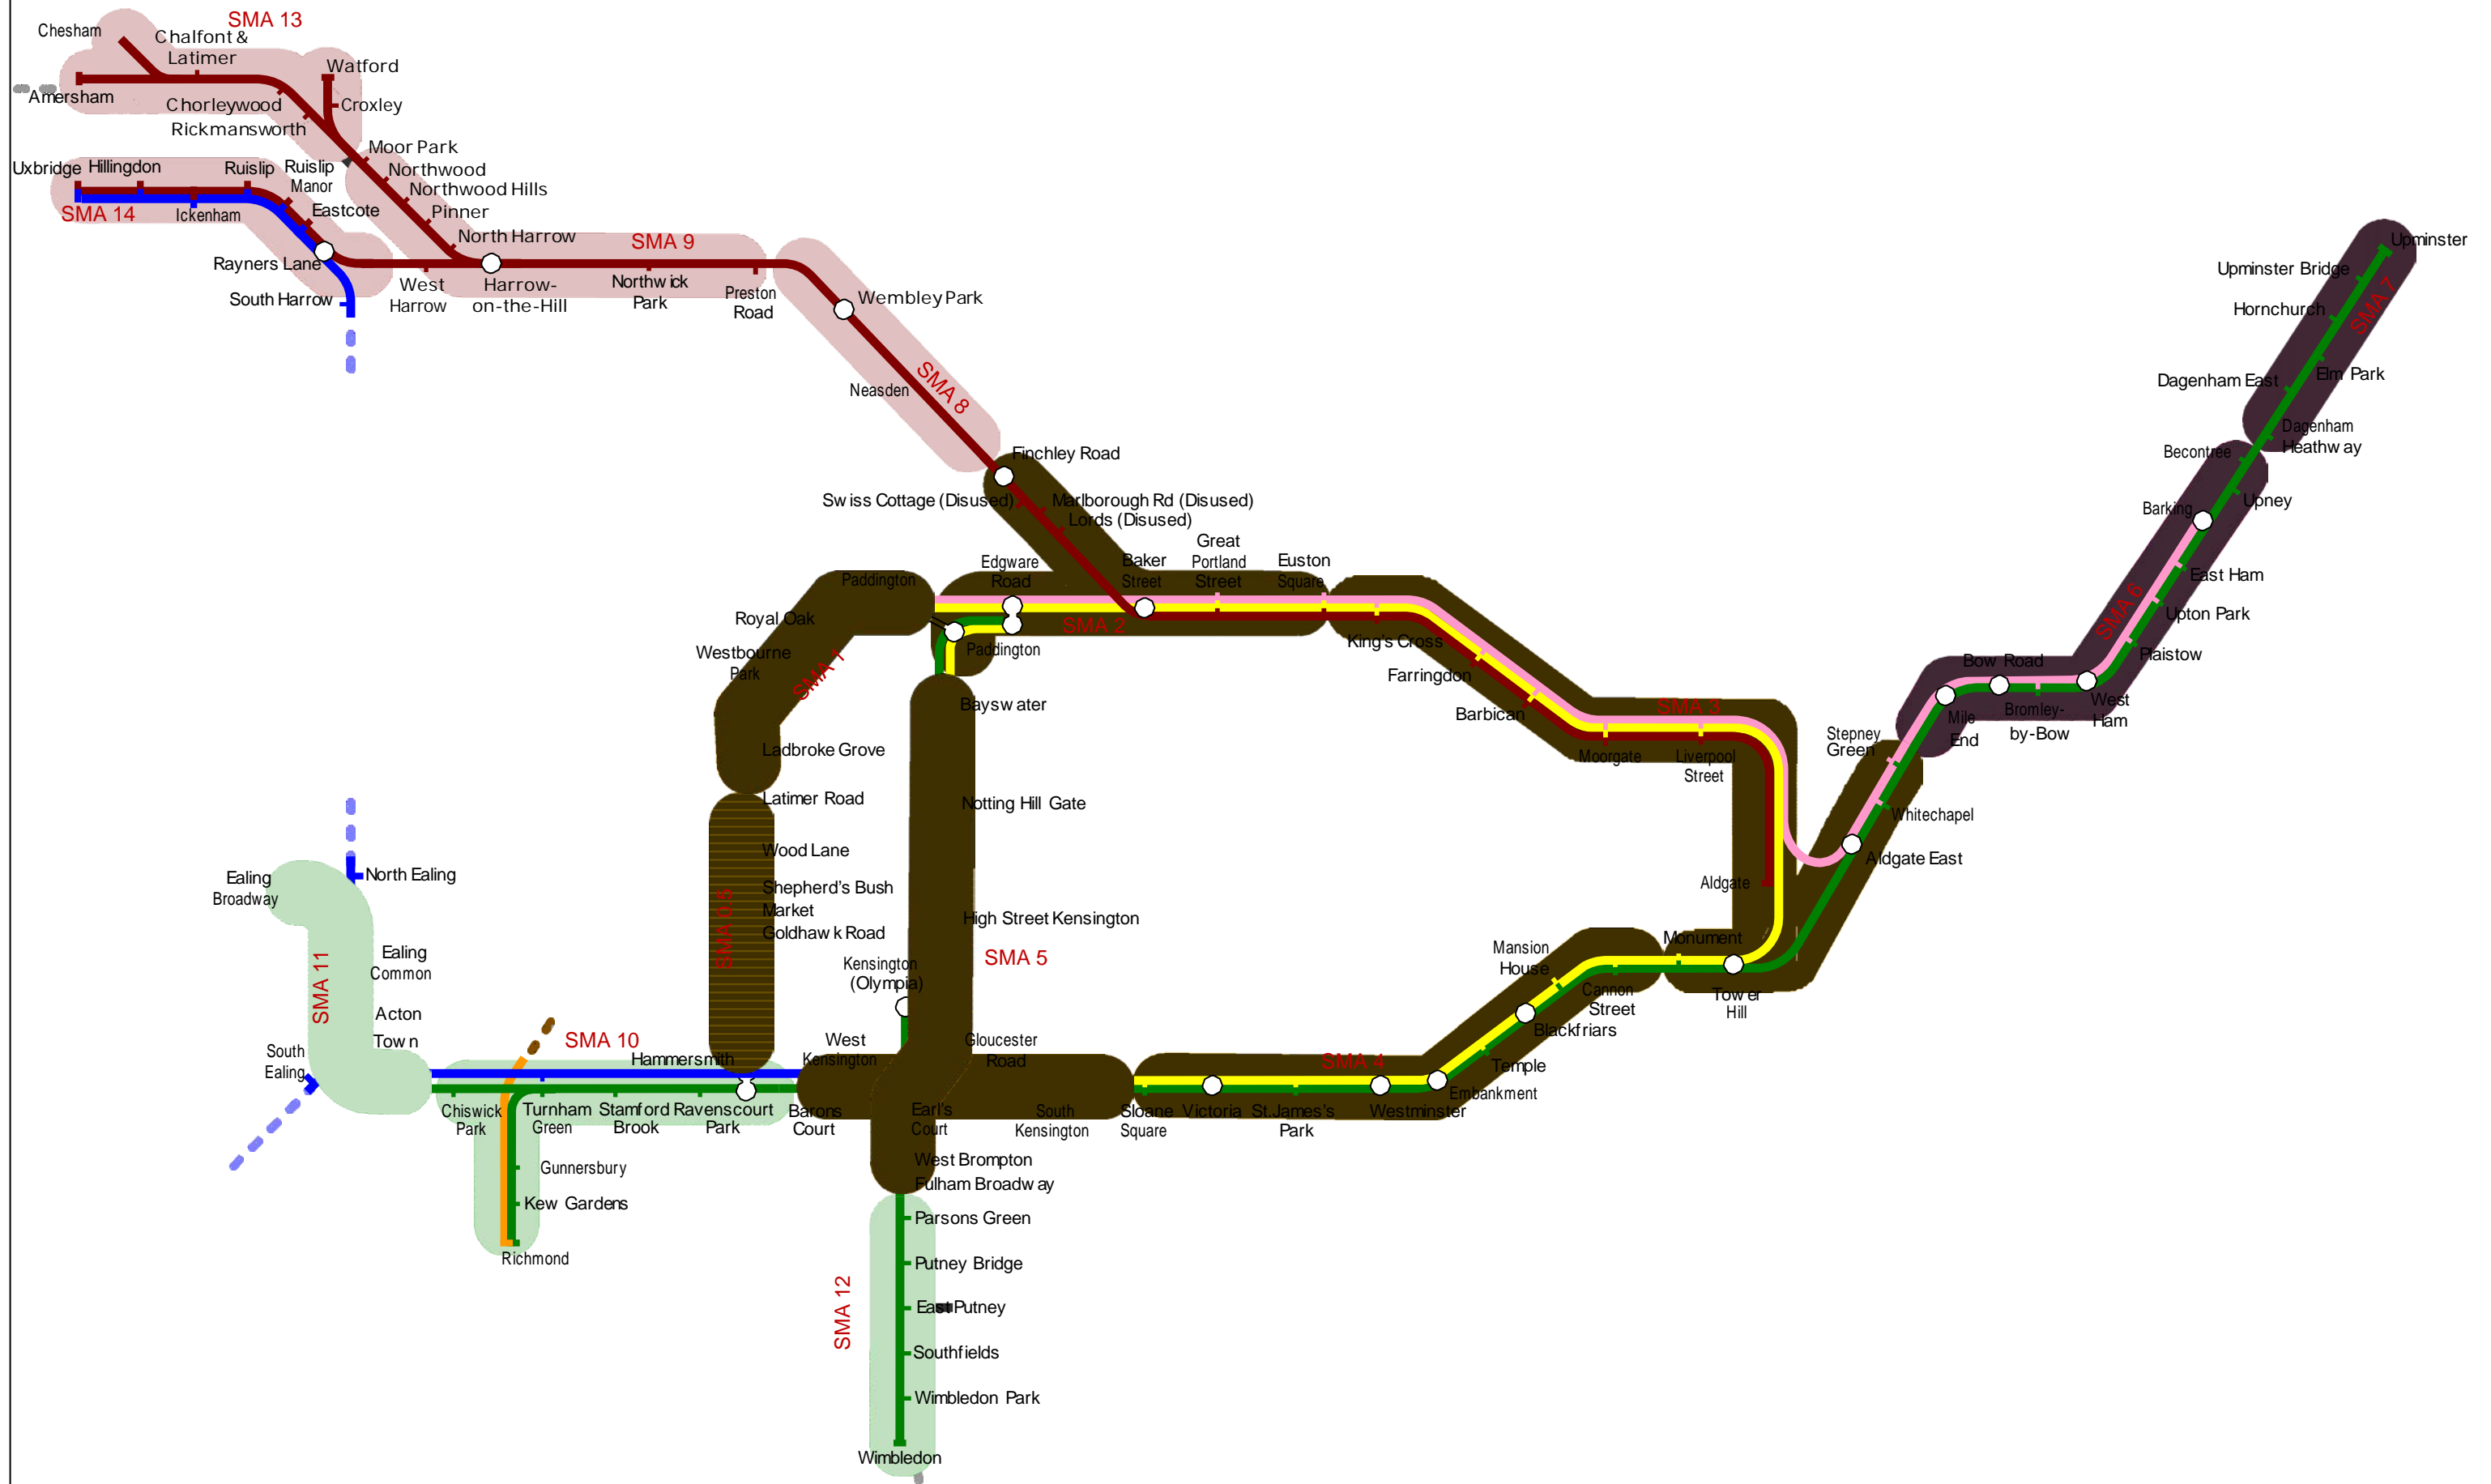 SMA 13
Chesham
Chalfont &
Latimer
Watford
Amersham
Chorleywood
Croxley
Rickmansworth
Moor Park
Uxbridge
Hillingdon
Ruislip
Ruislip
Manor
Northwood
Northwood Hills
SMA 14
Ickenham
Eastcote
Pinner
North Harrow
SMA 9
Rayners Lane
South Harrow
West
Harrow
Harrow-
on-the-Hill
Northwick
Park
Preston
Road
Wembley Park
Neasden
SMA 8
Finchley Road
Swiss Cottage (Disused)
Marlborough Rd (Disused)
Lords (Disused)
Upminster
Upminster Bridge
Hornchurch
SMA 7
Elm Park
Dagenham East
Dagenham
Heathway
Becontree
Upney
Barking
East Ham
SMA 6
Upton Park
Plaistow
West
Ham
Bow Road
Bromley-
by-Bow
Mile
End
Stepney
Green
Whitechapel
Aldgate East
Paddington
Edgware
Road
Baker
Street
Great
Portland
Street
Euston
Square
Royal Oak
SMA 2
Westbourne
Park
SMA 1
Paddington
King's Cross
Farringdon
Barbican
SMA 3
Moorgate
Liverpool
Street
Aldgate
Bayswater
Ladbroke Grove
Latimer Road
Notting Hill Gate
Wood Lane
Shepherd's Bush
Market
Goldhawk Road
SMA 0.5
High Street Kensington
Kensington
(Olympia)
SMA 5
Monument
Mansion
House
Cannon
Street
Tower
Hill
Blackfriars
Temple
Embankment
North Ealing
Ealing
Broadway
Ealing
Common
SMA 11
Acton
Town
South
Ealing
SMA 10
Hammersmith
West
Kensington
Gloucester
Road
SMA 4
Chiswick
Park
Turnham
Green
Stamford
Brook
Ravenscourt
Park
Barons
Court
Earl's
Court
South
Kensington
Sloane
Square
Victoria
St.James's
Park
Westminster
Gunnersbury
Kew Gardens
Richmond
West Brompton
Fulham Broadway
Parsons Green
Putney Bridge
SMA 12
East Putney
Southfields
Wimbledon Park
Wimbledon